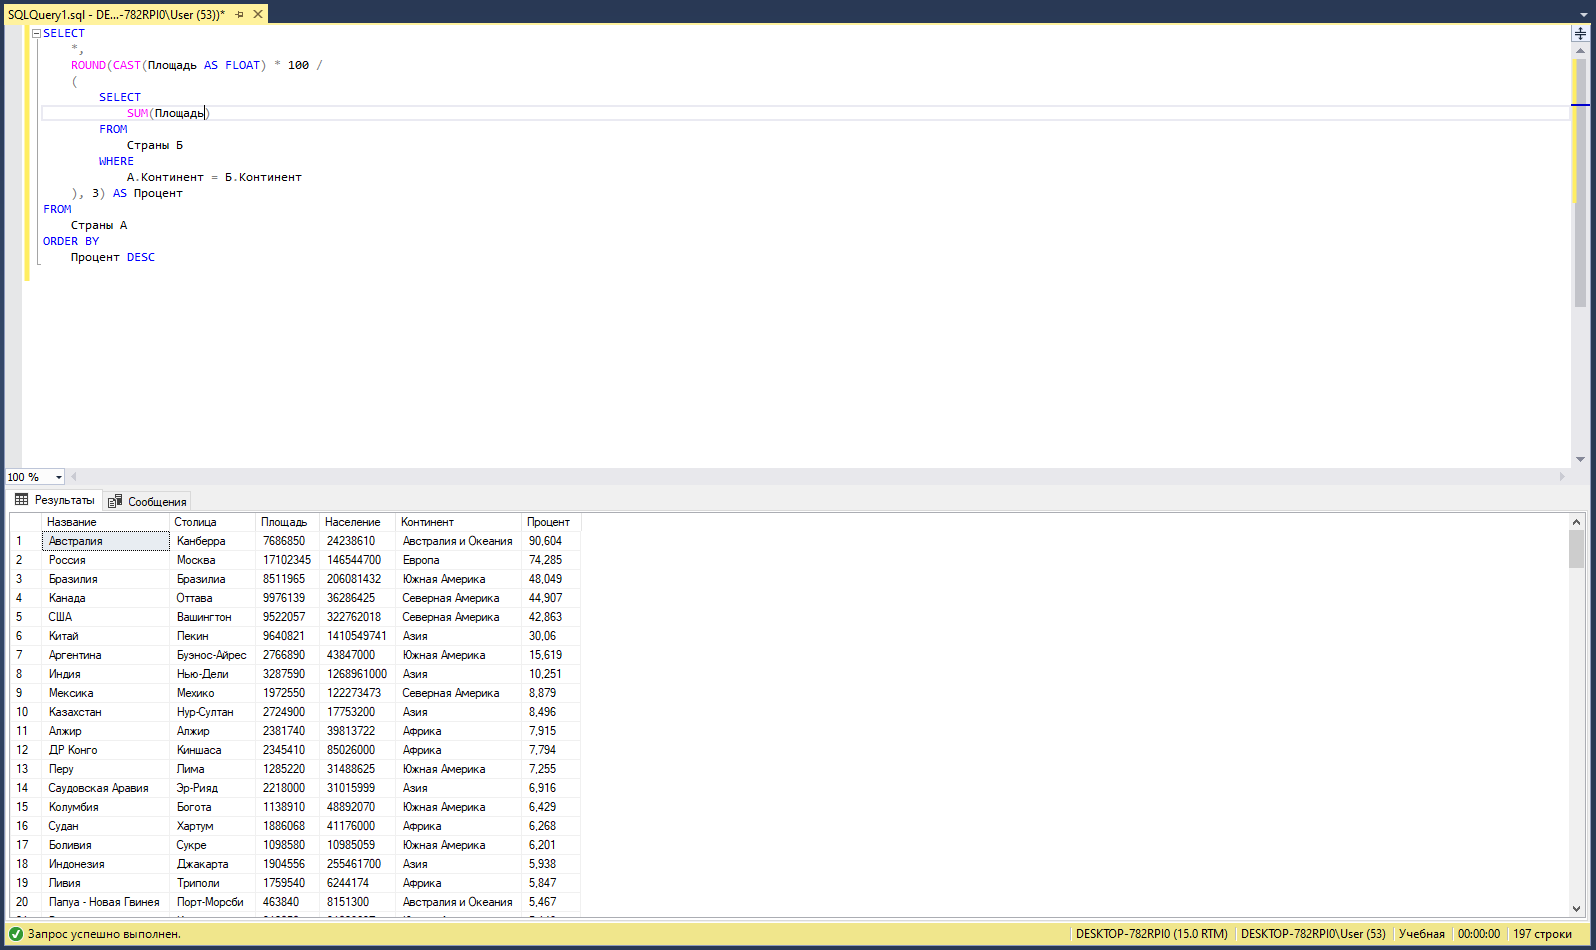 SQLQuery1.sql - DE...-782RPI0\User (53))*
SELECT
*,
ROUND(CAST(Площадь AS FLOAT) * 100 /
(
SELECT
SUM(Площадь)
FROM
Страны Б
WHERE
А.Континент = Б.Континент
), 3) AS Процент
FROM
Страны А
ORDER BY
Процент DESC
100 %
Результаты Сообщения
Название Столица Площадь Население Континент Процент
1 Австралия Канберра 7686850 24238610 Австралия и Океания 90,604
2 Россия Москва 17102345 146544700 Европа 74,285
3 Бразилия Бразилиа 8511965 206081432 Южная Америка 48,049
4 Канада Оттава 9976139 36286425 Северная Америка 44,907
5 США Вашингтон 9522057 322762018 Северная Америка 42,863
6 Китай Пекин 9640821 1410549741 Азия 30,06
7 Аргентина Буэнос-Айрес 2766890 43847000 Южная Америка 15,619
8 Индия Нью-Дели 3287590 1268961000 Азия 10,251
9 Мексика Мехико 1972550 122273473 Северная Америка 8,879
10 Казахстан Нур-Султан 2724900 17753200 Азия 8,496
11 Алжир Алжир 2381740 39813722 Африка 7,915
12 ДР Конго Киншаса 2345410 85026000 Африка 7,794
13 Перу Лима 1285220 31488625 Южная Америка 7,255
14 Саудовская Аравия Эр-Рияд 2218000 31015999 Азия 6,916
15 Колумбия Богота 1138910 48892070 Южная Америка 6,429
16 Судан Хартум 1886068 41176000 Африка 6,268
17 Боливия Сукре 1098580 10985059 Южная Америка 6,201
18 Индонезия Джакарта 1904556 255461700 Азия 5,938
19 Ливия Триполи 1759540 6244174 Африка 5,847
20 Папуа - Новая Гвинея Порт-Морсби 463840 8151300 Австралия и Океания 5,467
Запрос успешно выполнен. DESKTOP-782RPI0 (15.0 RTM) DESKTOP-782RPI0\User (53) Учебная 00:00:00 197 строки